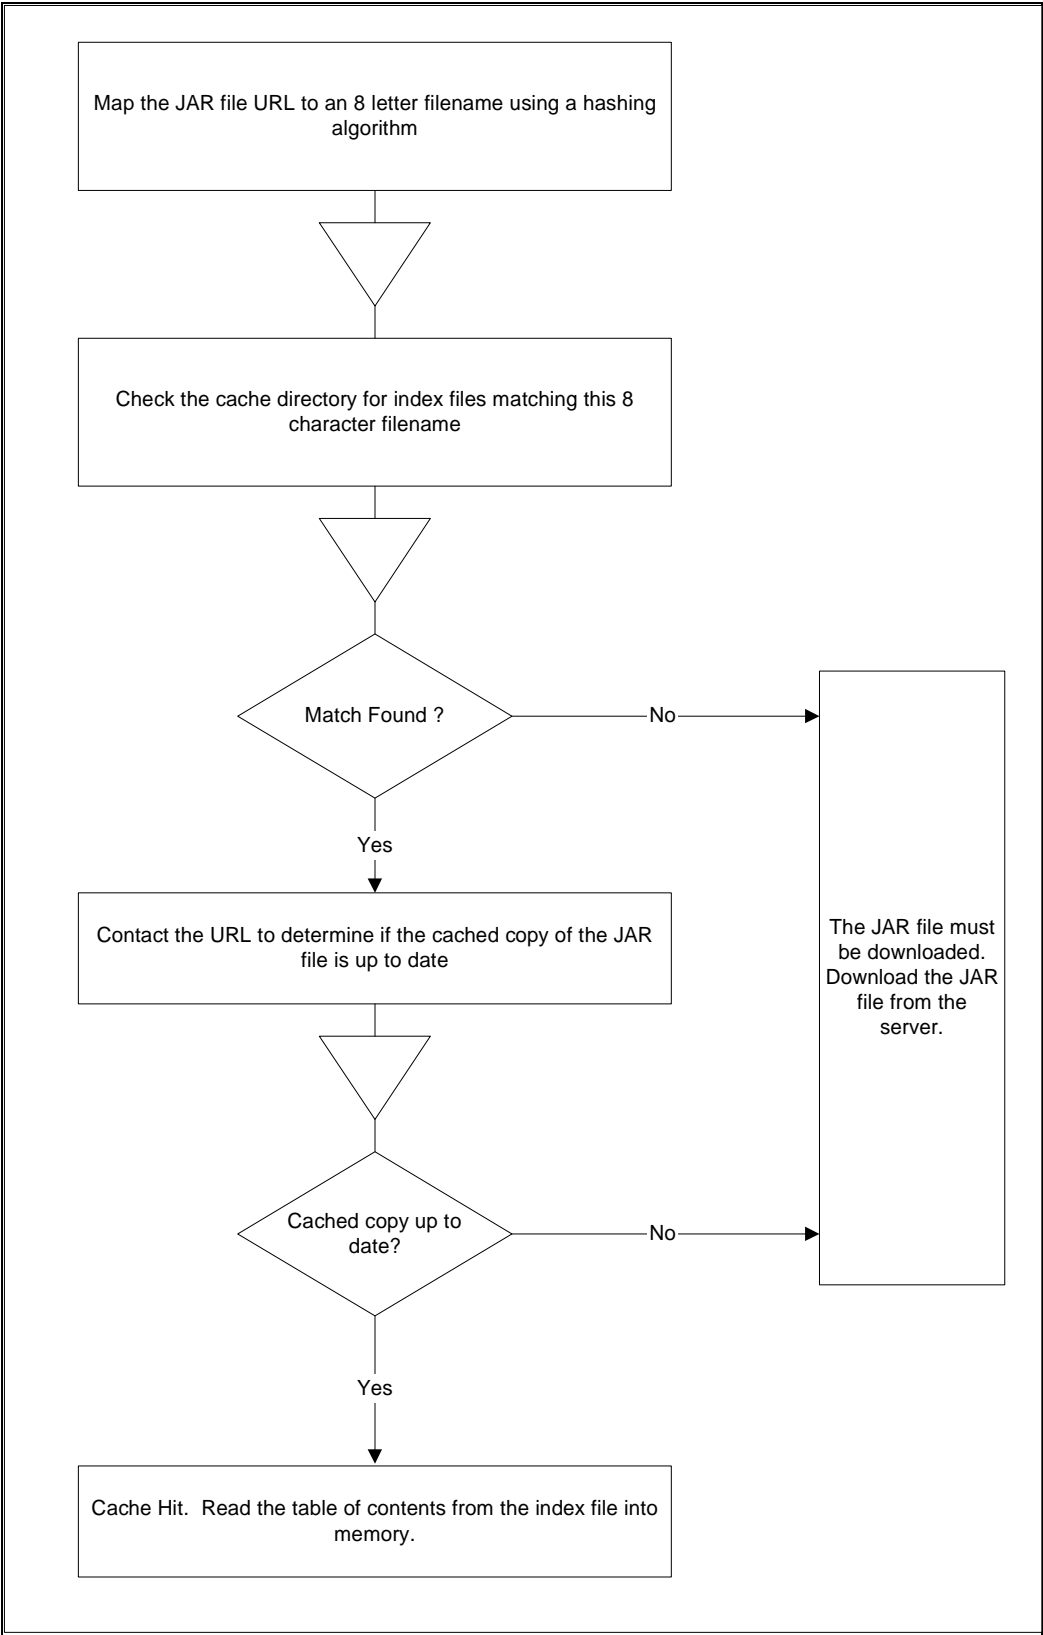 Map the JAR file URL to an 8 letter filename using a hashing
algorithm
Check the cache directory for index files matching this 8
character filename
Match Found ?
No
Yes
Contact the URL to determine if the cached copy of the JAR
file is up to date
The JAR file must
be downloaded.
Download the JAR
file from the
server.
Cached copy up to
date?
No
Yes
Cache Hit.  Read the table of contents from the index file into
memory.